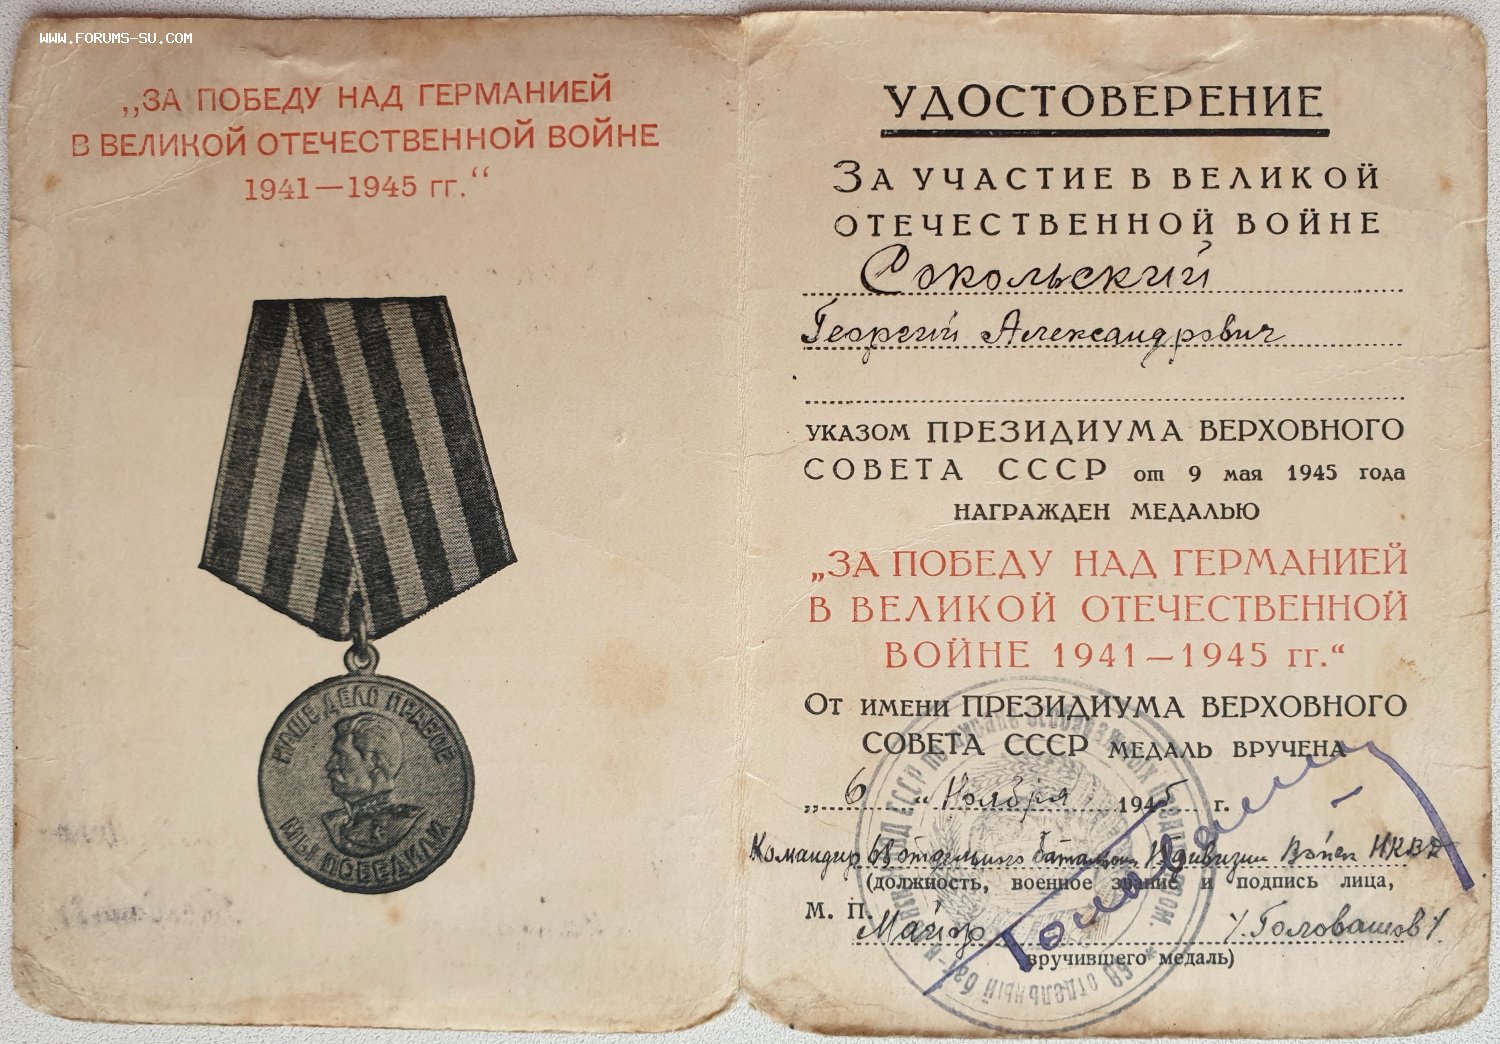 WWW.FORUMS-SU.COM
„ЗА ПОБЕДУ НАД ГЕРМАНИЕЙ
В ВЕЛИКОЙ ОТЕЧЕСТВЕННОЙ ВОЙНЕ
1941—1945 гг.“
НАШЕ ДЕЛО ПРАВОЕ
МЫ ПОБЕДИЛИ
УДОСТОВЕРЕНИЕ
ЗА УЧАСТИЕ В ВЕЛИКОЙ
ОТЕЧЕСТВЕННОЙ ВОЙНЕ
Сокольский
Георгий Александрович
УКАЗОМ ПРЕЗИДИУМА ВЕРХОВНОГО
СОВЕТА СССР от 9 мая 1945 года
НАГРАЖДЕН МЕДАЛЬЮ
„ЗА ПОБЕДУ НАД ГЕРМАНИЕЙ
В ВЕЛИКОЙ ОТЕЧЕСТВЕННОЙ
ВОЙНЕ 1941—1945 гг.“
ОТ ИМЕНИ ПРЕЗИДИУМА ВЕРХОВНОГО
СОВЕТА СССР МЕДАЛЬ ВРУЧЕНА
„6“ Ноября 1945 г.
Командир отдельного Войск НКВД
(должность, военное звание и подпись лица,
М. П.
Майор /Головашов/.
вручившего медаль)